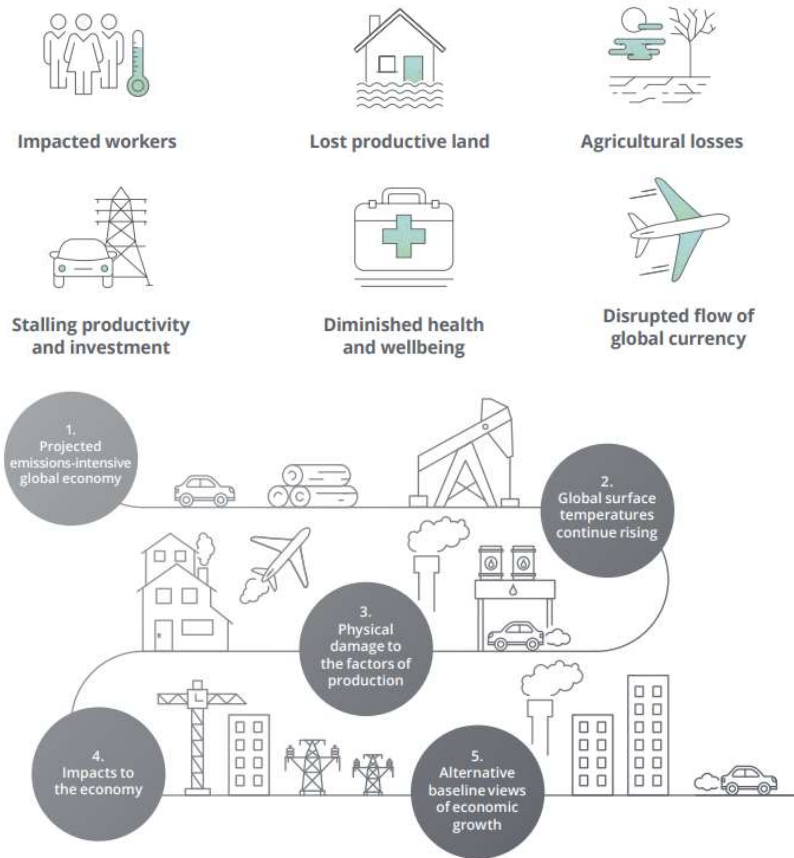 Impacted workers
Lost productive land
Agricultural losses
Stalling productivity
and investment
Diminished health
and wellbeing
Disrupted flow of
global currency
1.
Projected
emissions-intensive
global economy
2.
Global surface
temperatures
continue rising
3.
Physical
damage to
the factors of
production
4.
Impacts to
the economy
5.
Alternative
baseline views
of economic
growth